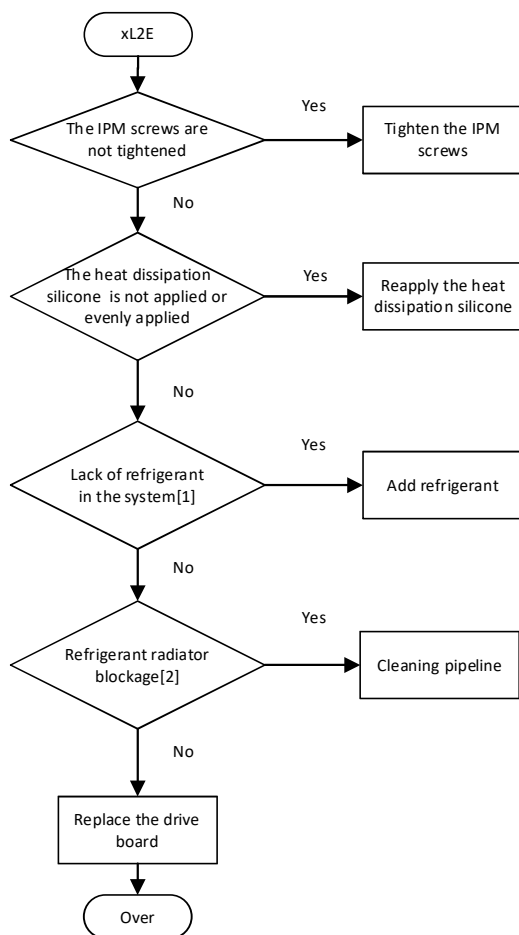 xL2E
The IPM screws are
not tightened
Yes
Tighten the IPM
screws
No
The heat dissipation
silicone is not applied or
evenly applied
Yes
Reapply the heat
dissipation silicone
No
Lack of refrigerant
in the system[1]
Yes
Add refrigerant
No
Refrigerant radiator
blockage[2]
Yes
Cleaning pipeline
No
Replace the drive
board
Over